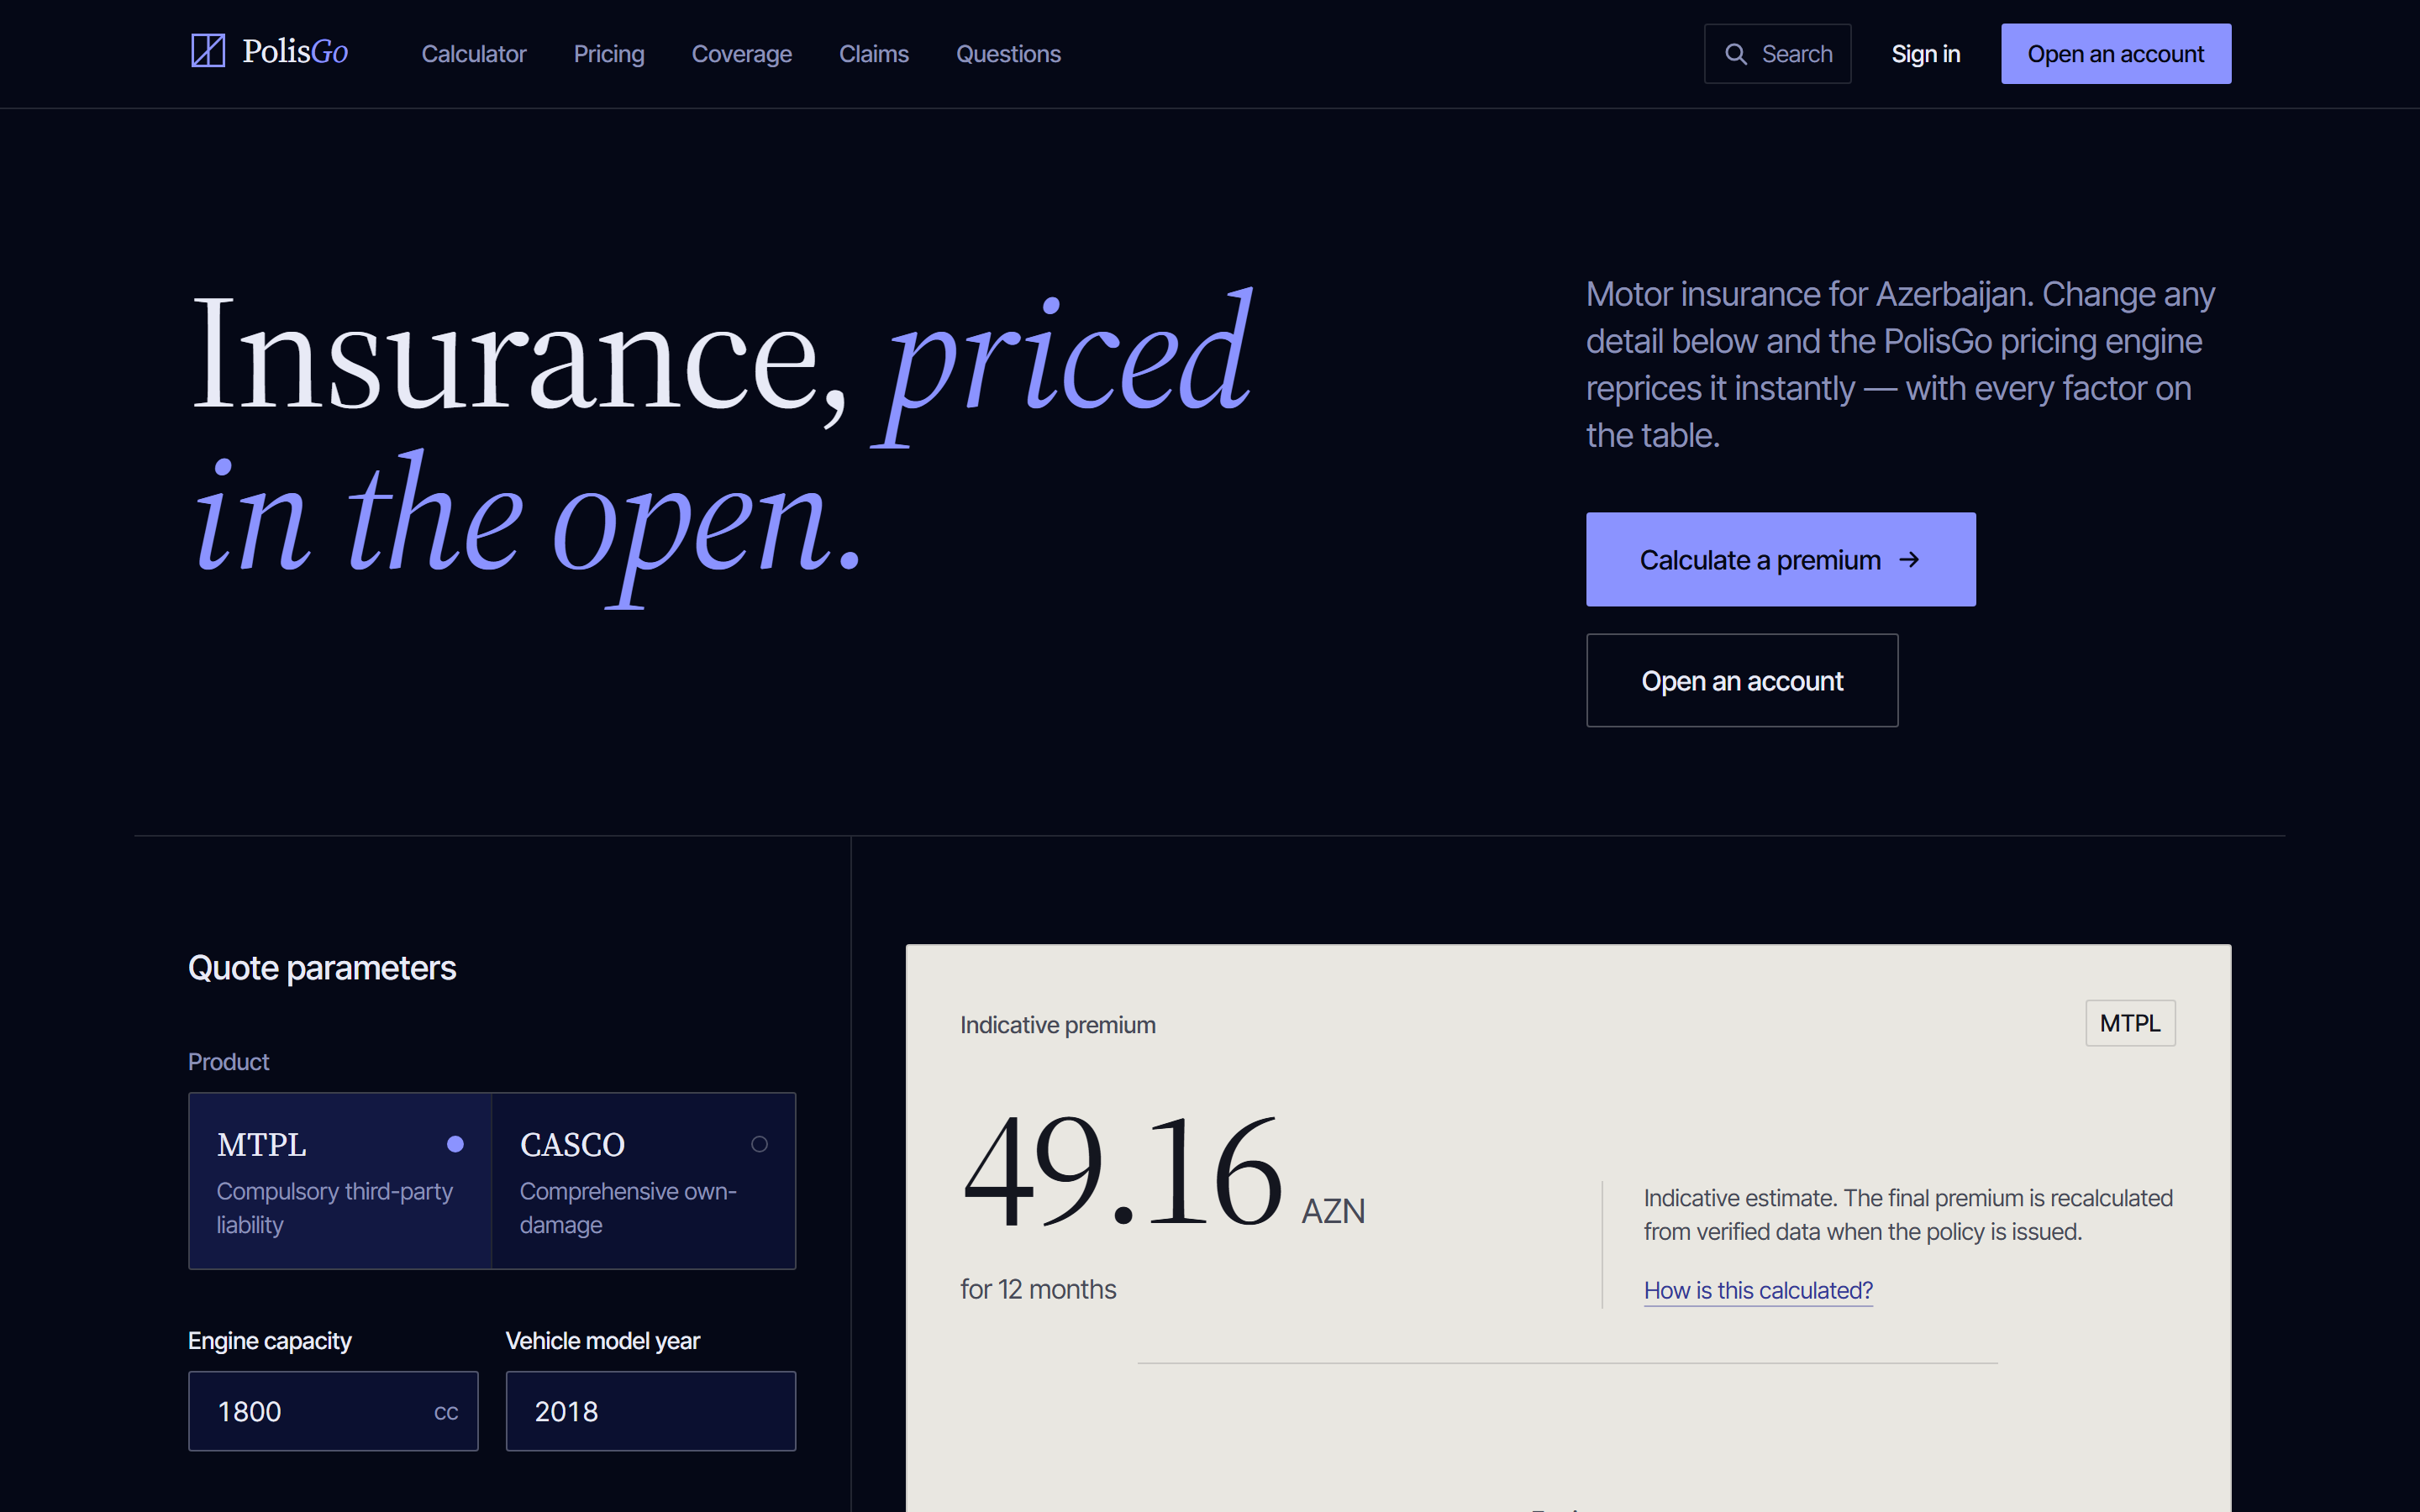 PolisGo
Calculator
Pricing
Coverage
Claims
Questions
Search
Sign in
Open an account
Insurance, priced
in the open.
Motor insurance for Azerbaijan. Change any
detail below and the PolisGo pricing engine
reprices it instantly — with every factor on
the table.
Calculate a premium →
Open an account
Quote parameters
Product
MTPL
Compulsory third-party
liability
CASCO
Comprehensive own-
damage
Engine capacity
1800 cc
Vehicle model year
2018
Indicative premium
MTPL
49.16 AZN
for 12 months
Indicative estimate. The final premium is recalculated
from verified data when the policy is issued.
How is this calculated?